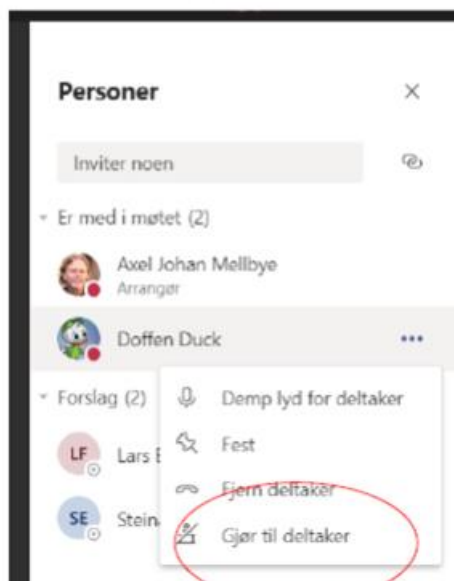 Personer
Inviter noen
Er med i møtet (2)
Axel Johan Mellbye
Arrangør
Doffen Duck
Forslag (2)
Demp lyd for deltaker
LF Lars
Fest
Fjern deltaker
SE Stein
Gjør til deltaker